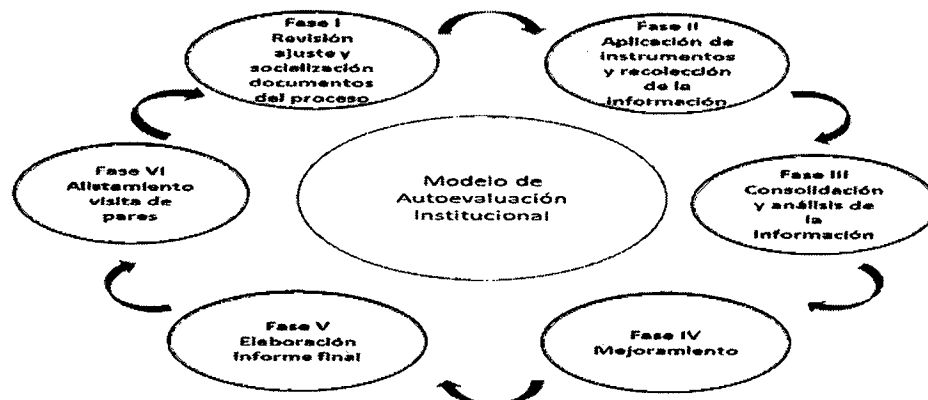 Fase I
Revisión
ajuste y
socialización
documentos
del proceso
Fase II
Aplicación de
instrumentos
y recolección
de la
información
Fase III
Consolidación
y análisis de
la
información
Fase IV
Mejoramiento
Fase V
Elaboración
informe final
Fase VI
Alistamiento
visita de
pares
Modelo de
Autoevaluación
Institucional